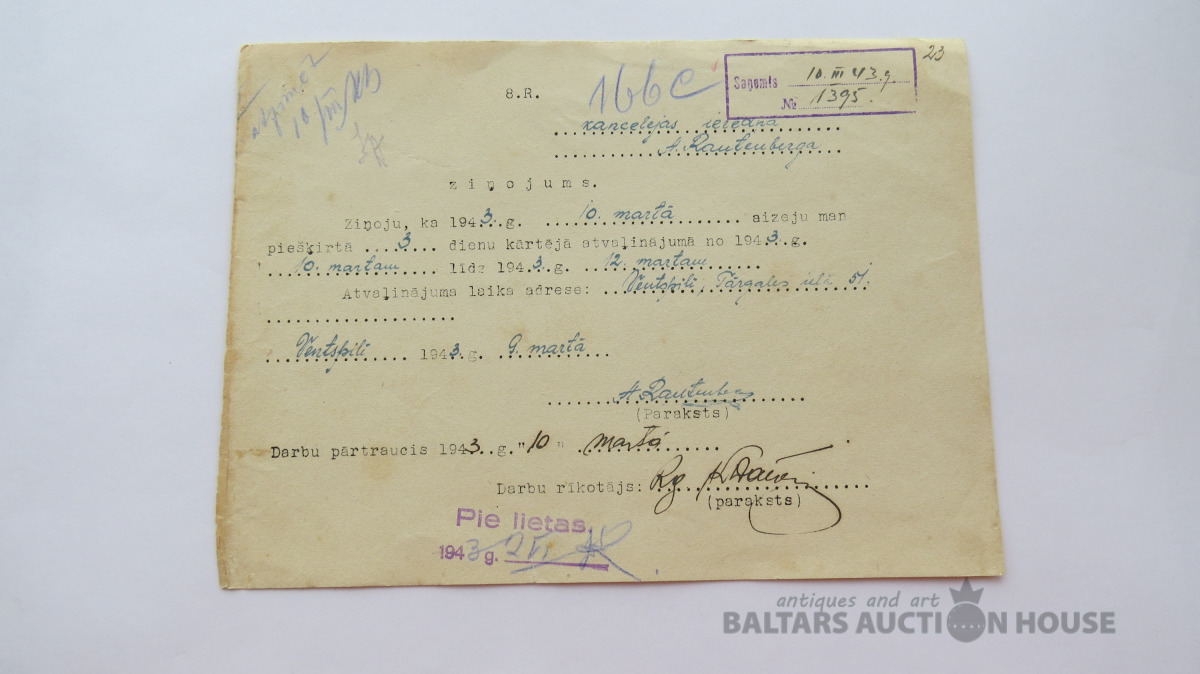 23
8.R.
166C
Saņemts 10. III 43.g
№ 1395.
kancelejas ierēdņa
A. Rautenberga
ziņojums.
Ziņoju, ka 1943.g. 10. martā aizeju man
piešķirtā 3 dienu kārtējā atvaļinājumā no 1943.g.
10. martam līdz 1943.g. 12. martam
Atvaļinājuma laika adrese: Ventspilī, Pārgales ielā 51.
Ventspilī 1943.g. 9. martā
A Rautenberg
(Paraksts)
Darbu pārtraucis 1943.g. "10" martā
Darbu rīkotājs:
(paraksts)
Pie lietas.
1943 g.
antiques and art
BALTARS AUCTION HOUSE